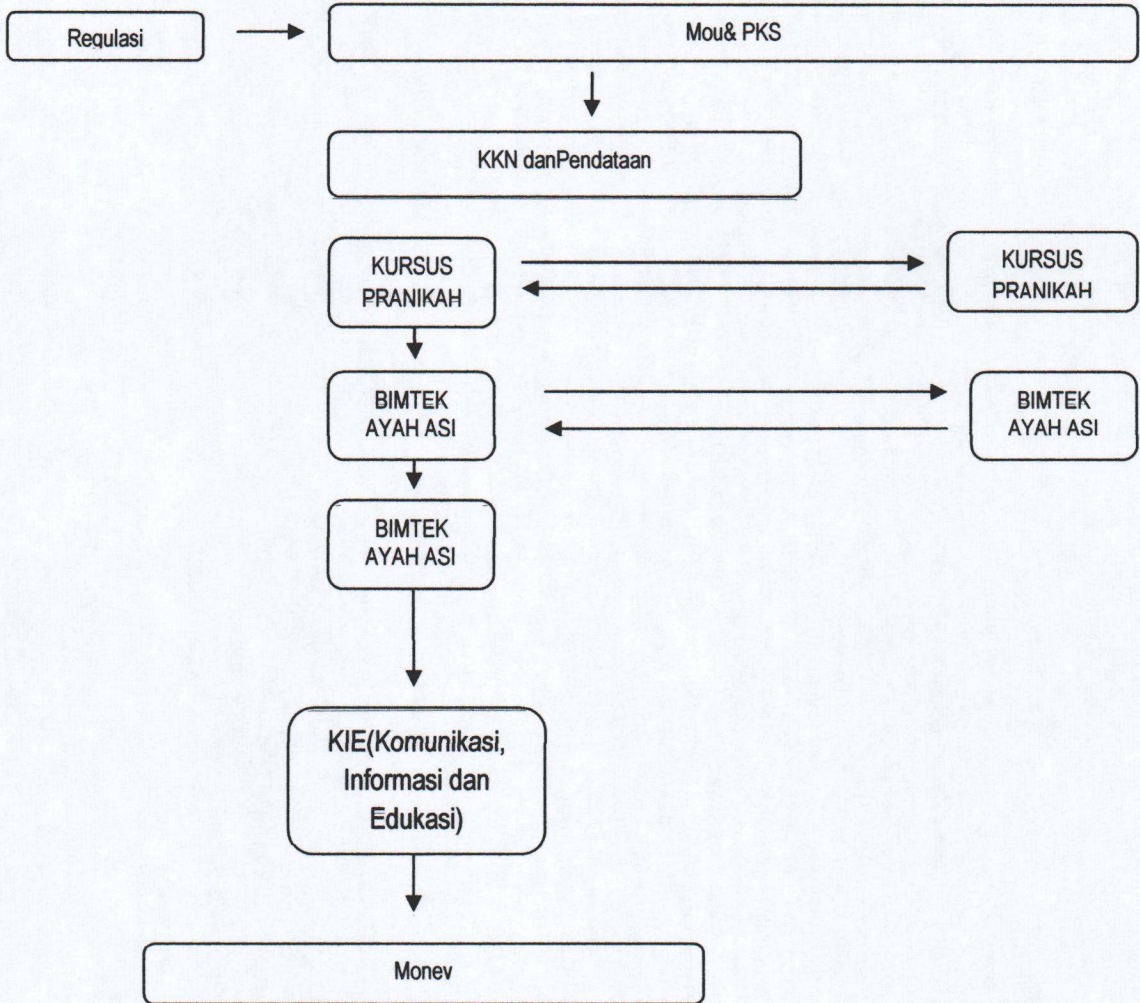 Regulasi
Mou& PKS
KKN danPendataan
KURSUS
PRANIKAH
KURSUS
PRANIKAH
BIMTEK
AYAH ASI
BIMTEK
AYAH ASI
BIMTEK
AYAH ASI
KIE(Komunikasi,
Informasi dan
Edukasi)
Monev